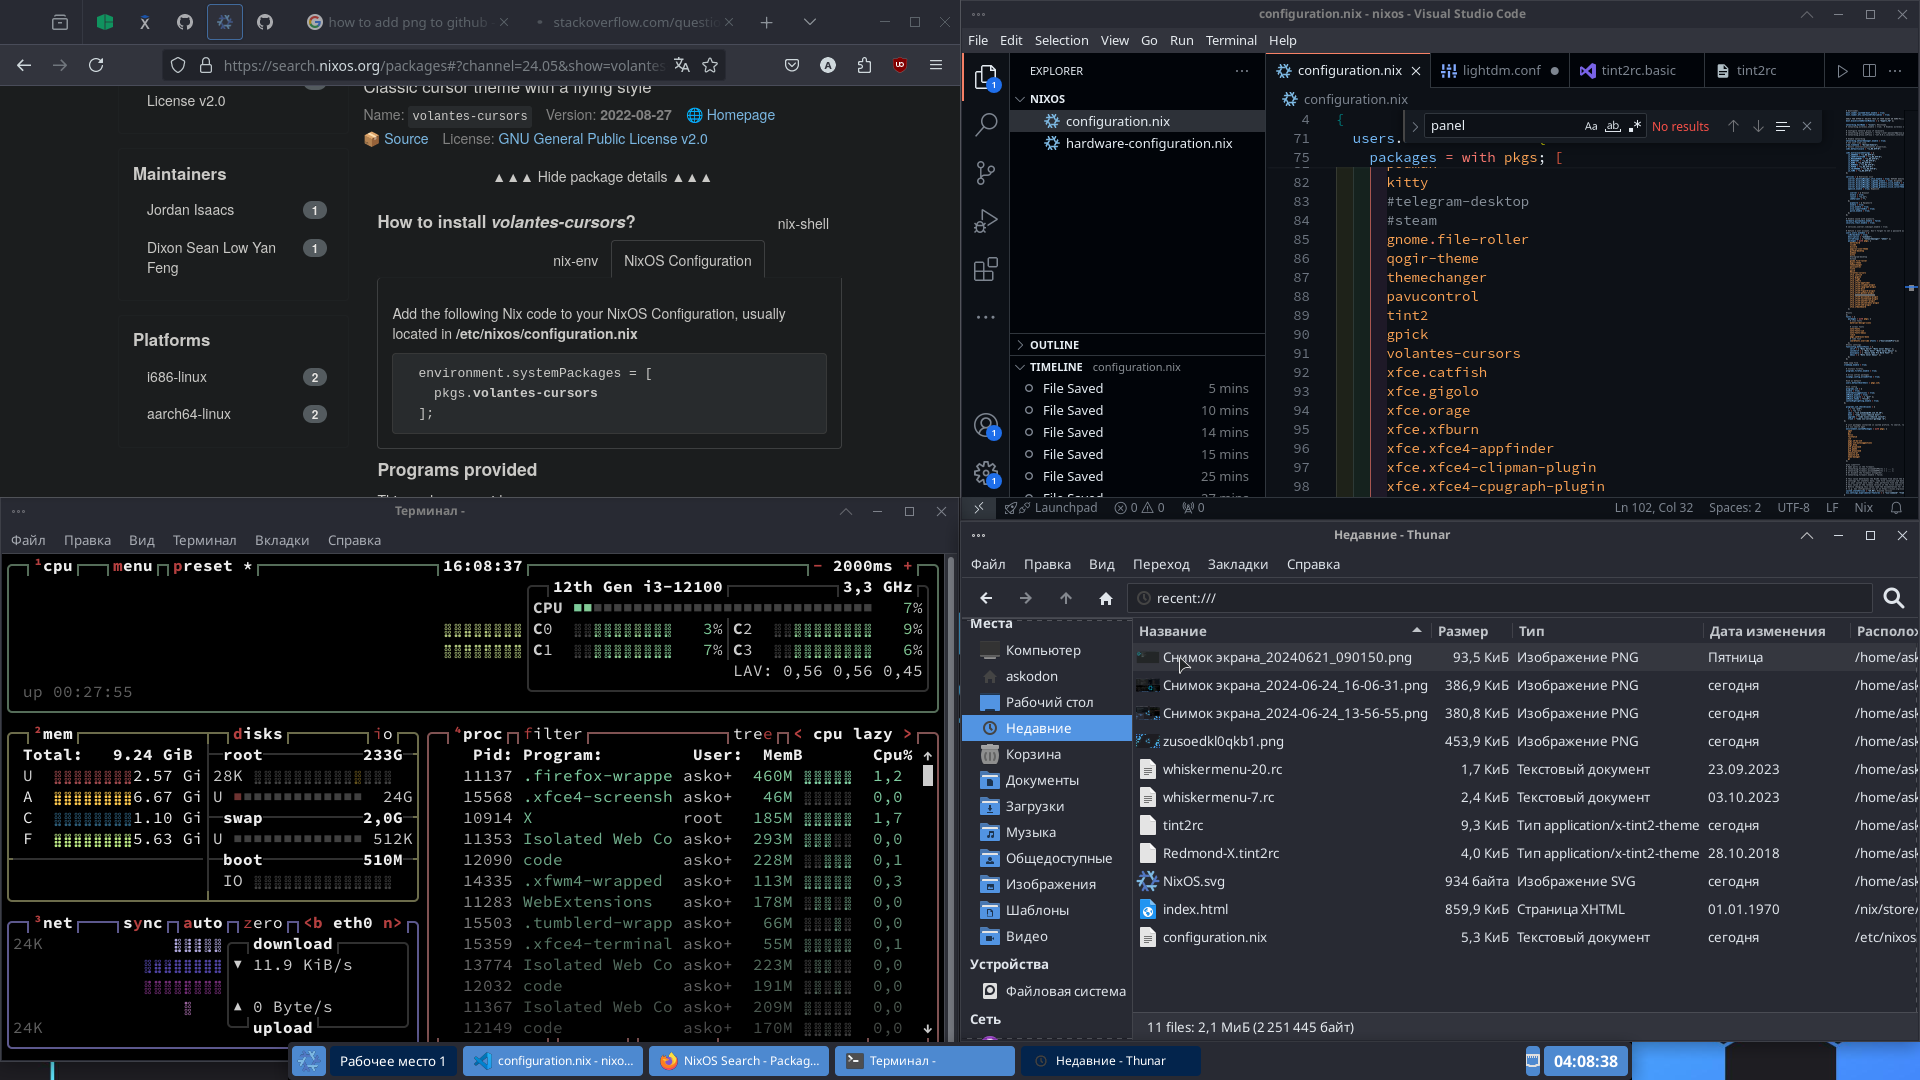 how to add png to github
stackoverflow.com/questi
https://search.nixos.org/packages#?channel=24.05&show=volantes
License v2.0
Maintainers
Jordan Isaacs 1
Dixon Sean Low Yan 1
Feng
Platforms
i686-linux 2
aarch64-linux 2
Classic cursor theme with a flying style
Name: volantes-cursors Version: 2022-08-27 Homepage
Source License: GNU General Public License v2.0
▲ ▲ ▲ Hide package details ▲ ▲ ▲
How to install volantes-cursors?
nix-shell
nix-env
NixOS Configuration
Add the following Nix code to your NixOS Configuration, usually
located in /etc/nixos/configuration.nix
environment.systemPackages = [
pkgs.volantes-cursors
];
Programs provided
configuration.nix - nixos - Visual Studio Code
File Edit Selection View Go Run Terminal Help
EXPLORER
NIXOS
configuration.nix
hardware-configuration.nix
OUTLINE
TIMELINE configuration.nix
File Saved 5 mins
File Saved 10 mins
File Saved 14 mins
File Saved 15 mins
File Saved 25 mins
configuration.nix
lightdm.conf
tint2rc.basic
tint2rc
configuration.nix
panel Aa ab No results
4 {
71 users.
75 packages = with pkgs; [
82 kitty
83 #telegram-desktop
84 #steam
85 gnome.file-roller
86 qogir-theme
87 themechanger
88 pavucontrol
89 tint2
90 gpick
91 volantes-cursors
92 xfce.catfish
93 xfce.gigolo
94 xfce.orage
95 xfce.xfburn
96 xfce.xfce4-appfinder
97 xfce.xfce4-clipman-plugin
98 xfce.xfce4-cpugraph-plugin
Launchpad 0 0 0 Ln 102, Col 32 Spaces: 2 UTF-8 LF Nix
Терминал -
Файл Правка Вид Терминал Вкладки Справка
¹cpu menu preset * 16:08:37 - 2000ms +
12th Gen i3-12100 3,3 GHz
CPU 7%
C0 3% C2 9%
C1 7% C3 6%
LAV: 0,56 0,56 0,45
up 00:27:55
²mem disks io
Total: 9.24 GiB
U 2.57 Gi
A 6.67 Gi
C 1.10 Gi
F 5.63 Gi
root 233G
28K
U 24G
swap 2,0G
U 512K
boot 510M
IO
³net sync auto zero <b eth0 n>
24K
download
▼ 11.9 KiB/s
▲ 0 Byte/s
upload
24K
⁴proc filter tree < cpu lazy >
Pid: Program: User: MemB Cpu% ↑
11137 .firefox-wrappe asko+ 460M 1,2
15568 .xfce4-screensh asko+ 46M 0,0
10914 X root 185M 1,7
11353 Isolated Web Co asko+ 293M 0,0
12090 code asko+ 228M 0,1
14335 .xfwm4-wrapped asko+ 113M 0,3
11283 WebExtensions asko+ 178M 0,0
15503 .tumblerd-wrapp asko+ 66M 0,0
15359 .xfce4-terminal asko+ 55M 0,1
13774 Isolated Web Co asko+ 223M 0,0
12032 code asko+ 191M 0,0
11367 Isolated Web Co asko+ 209M 0,0
12149 code asko+ 170M 0,0 ↓
Недавние - Thunar
Файл Правка Вид Переход Закладки Справка
recent:///
Места
Компьютер
askodon
Рабочий стол
Недавние
Корзина
Документы
Загрузки
Музыка
Общедоступные
Изображения
Шаблоны
Видео
Устройства
Файловая система
Сеть
Название Размер Тип Дата изменения Располож
Снимок экрана_20240621_090150.png 93,5 КиБ Изображение PNG Пятница /home/ask
Снимок экрана_2024-06-24_16-06-31.png 386,9 КиБ Изображение PNG сегодня /home/ask
Снимок экрана_2024-06-24_13-56-55.png 380,8 КиБ Изображение PNG сегодня /home/ask
zusoedkl0qkb1.png 453,9 КиБ Изображение PNG сегодня /home/ask
whiskermenu-20.rc 1,7 КиБ Текстовый документ 23.09.2023 /home/ask
whiskermenu-7.rc 2,4 КиБ Текстовый документ 03.10.2023 /home/ask
tint2rc 9,3 КиБ Тип application/x-tint2-theme сегодня /home/ask
Redmond-X.tint2rc 4,0 КиБ Тип application/x-tint2-theme 28.10.2018 /home/ask
NixOS.svg 934 байта Изображение SVG сегодня /home/ask
index.html 859,9 КиБ Страница XHTML 01.01.1970 /nix/store/
configuration.nix 5,3 КиБ Текстовый документ сегодня /etc/nixos
11 files: 2,1 МиБ (2 251 445 байт)
Рабочее место 1
configuration.nix - nixo...
NixOS Search - Packag...
Терминал -
Недавние - Thunar
04:08:38